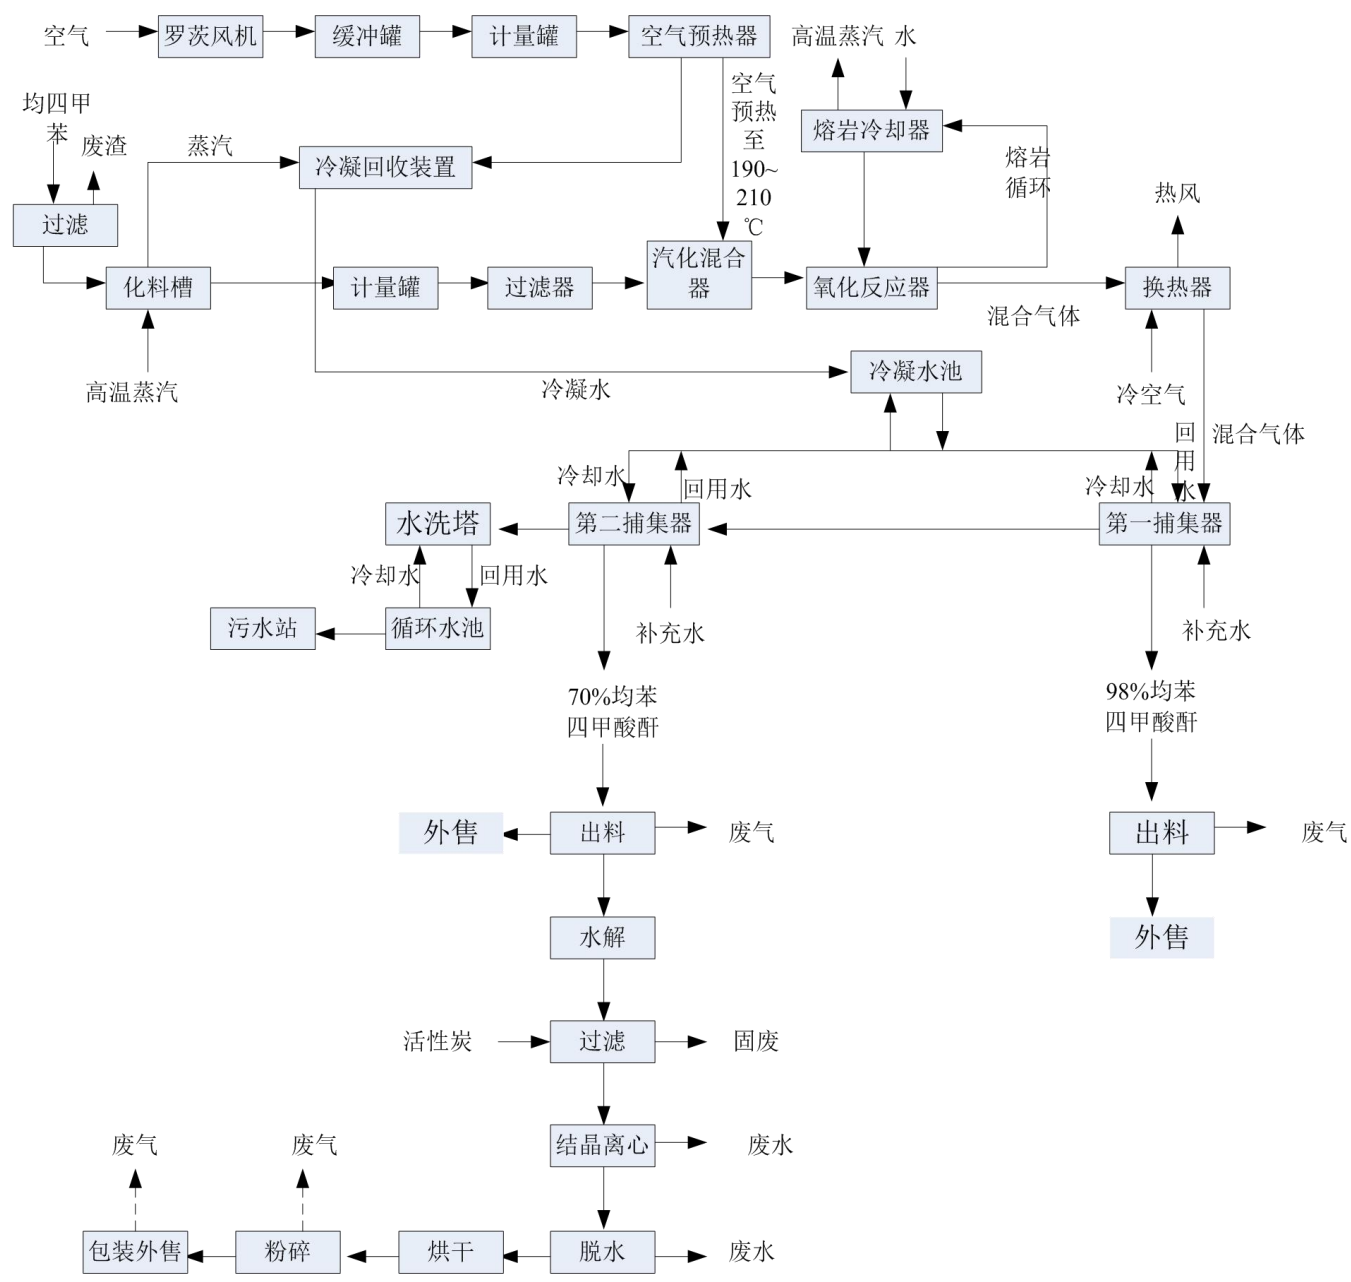 空气
罗茨风机
缓冲罐
计量罐
空气预热器
高温蒸汽
水
均四甲
苯
废渣
蒸汽
冷凝回收装置
空气
预热
至
190~
210
℃
熔岩冷却器
熔岩
循环
热风
过滤
化料槽
计量罐
过滤器
汽化混合
器
氧化反应器
混合气体
换热器
高温蒸汽
冷凝水
冷凝水池
冷空气
混合气体
回
用
水
冷却水
回用水
冷却水
水洗塔
第二捕集器
第一捕集器
冷却水
回用水
污水站
循环水池
补充水
补充水
70%均苯
四甲酸酐
98%均苯
四甲酸酐
外售
出料
废气
出料
废气
水解
外售
活性炭
过滤
固废
结晶离心
废水
废气
废气
包装外售
粉碎
烘干
脱水
废水